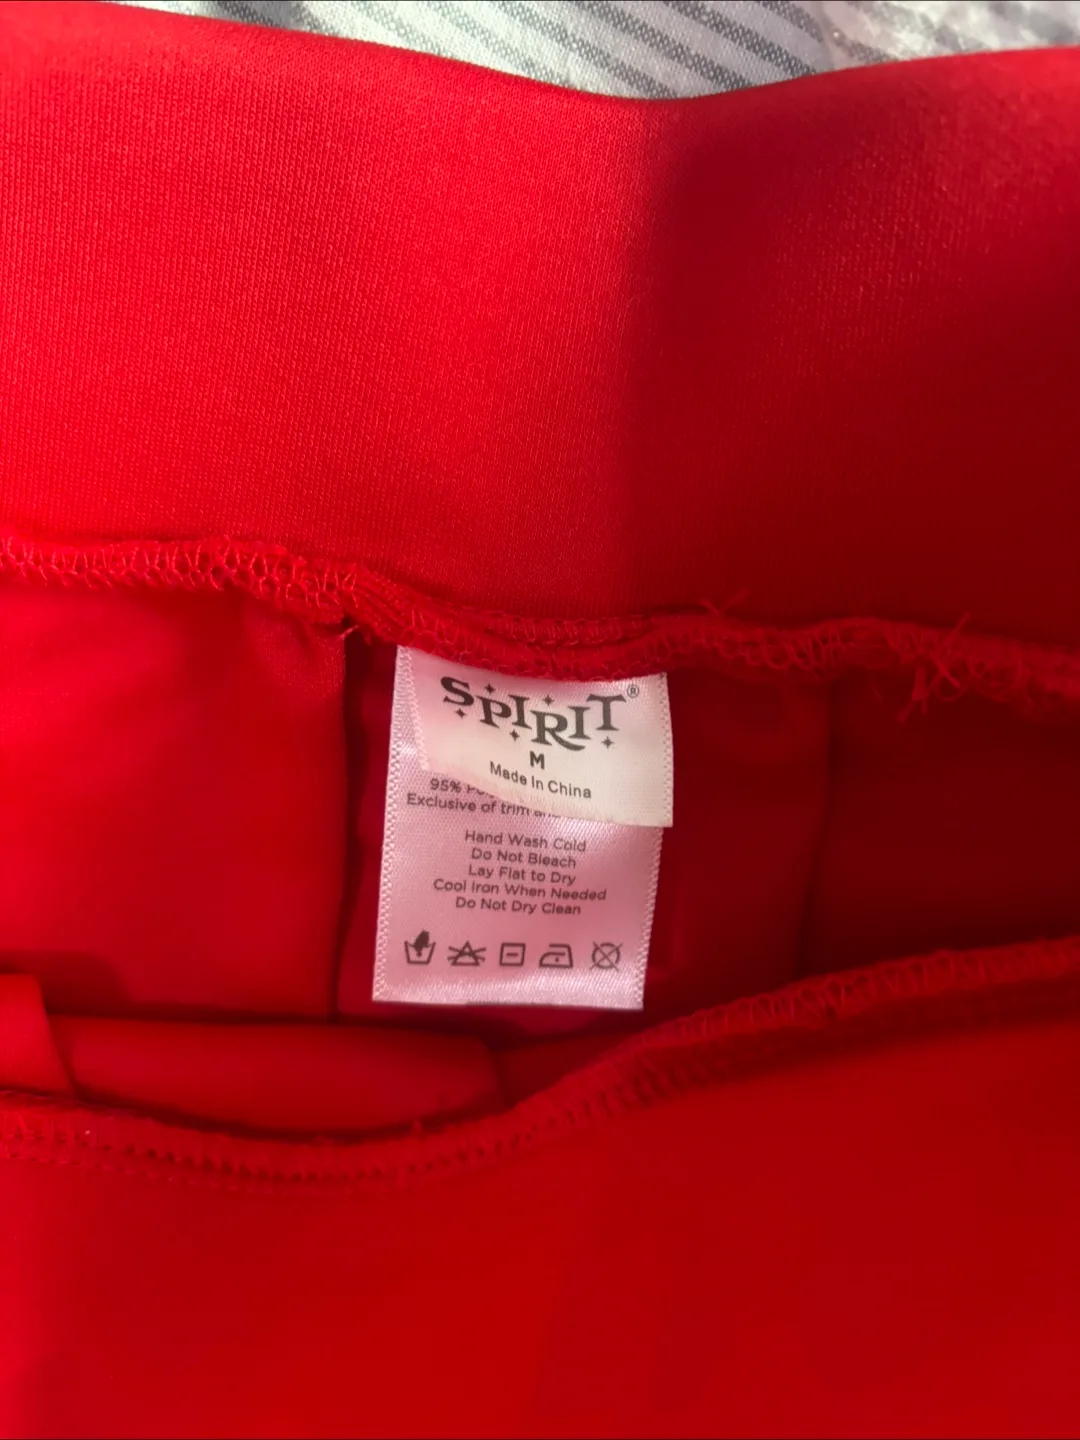 SPIRIT®
M
Made In China
95%
Exclusive of trim
Hand Wash Cold
Do Not Bleach
Lay Flat to Dry
Cool Iron When Needed
Do Not Dry Clean